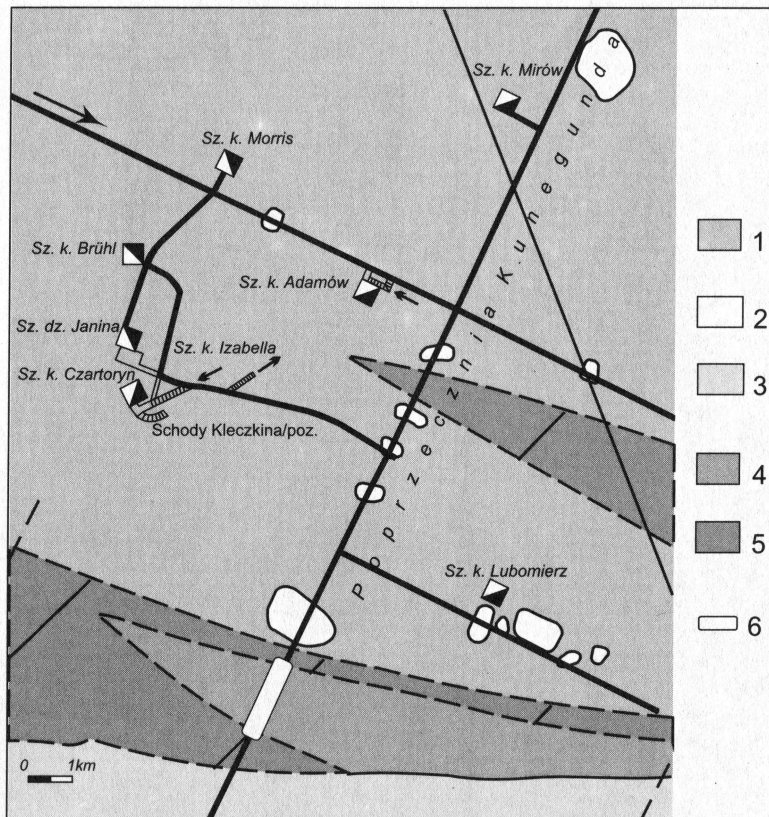 Sz. k. Mirów
Sz. k. Morris
Sz. k. Brühl
Sz. k. Adamów
Sz. dz. Janina
Sz. k. Izabella
Sz. k. Czartoryn
Schody Kleczkina/poz.
Poprzecznia Kunegunda
Sz. k. Lubomierz
0 1km
1
2
3
4
5
6